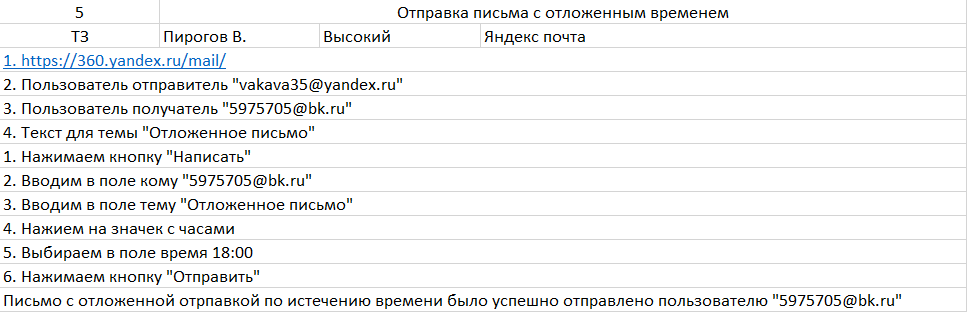 5 Отправка письма с отложенным временем
ТЗ Пирогов В. Высокий Яндекс почта
1. https://360.yandex.ru/mail/
2. Пользователь отправитель "vakava35@yandex.ru"
3. Пользователь получатель "5975705@bk.ru"
4. Текст для темы "Отложенное письмо"
1. Нажимаем кнопку "Написать"
2. Вводим в поле кому "5975705@bk.ru"
3. Вводим в поле тему "Отложенное письмо"
4. Нажием на значек с часами
5. Выбираем в поле время 18:00
6. Нажимаем кнопку "Отправить"
Письмо с отложенной отрпавкой по истечению времени было успешно отправлено пользователю "5975705@bk.ru"